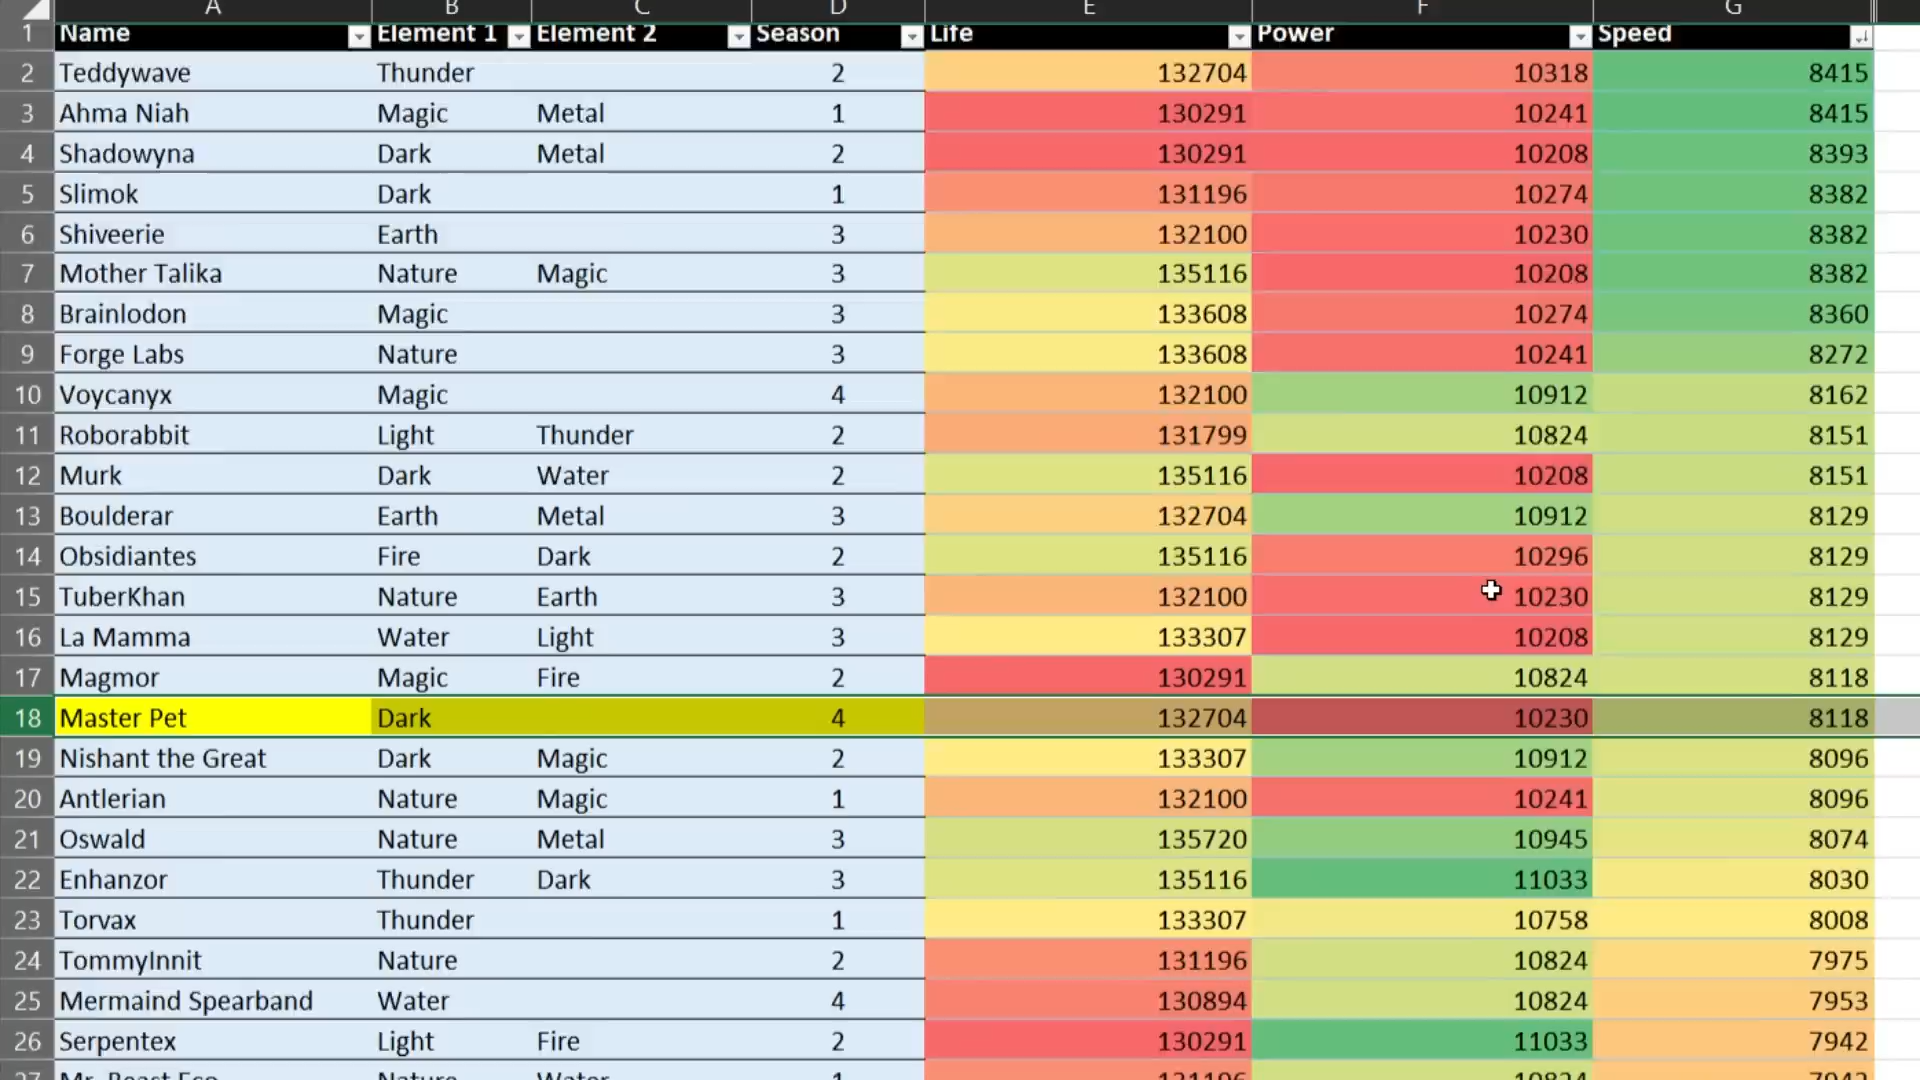 A B C D E F G
1 Name Element 1 Element 2 Season Life Power Speed
2 Teddywave Thunder 2 132704 10318 8415
3 Ahma Niah Magic Metal 1 130291 10241 8415
4 Shadowyna Dark Metal 2 130291 10208 8393
5 Slimok Dark 1 131196 10274 8382
6 Shiveerie Earth 3 132100 10230 8382
7 Mother Talika Nature Magic 3 135116 10208 8382
8 Brainlodon Magic 3 133608 10274 8360
9 Forge Labs Nature 3 133608 10241 8272
10 Voycanyx Magic 4 132100 10912 8162
11 Roborabbit Light Thunder 2 131799 10824 8151
12 Murk Dark Water 2 135116 10208 8151
13 Boulderar Earth Metal 3 132704 10912 8129
14 Obsidiantes Fire Dark 2 135116 10296 8129
15 TuberKhan Nature Earth 3 132100 10230 8129
16 La Mamma Water Light 3 133307 10208 8129
17 Magmor Magic Fire 2 130291 10824 8118
18 Master Pet Dark 4 132704 10230 8118
19 Nishant the Great Dark Magic 2 133307 10912 8096
20 Antlerian Nature Magic 1 132100 10241 8096
21 Oswald Nature Metal 3 135720 10945 8074
22 Enhanzor Thunder Dark 3 135116 11033 8030
23 Torvax Thunder 1 133307 10758 8008
24 TommyInnit Nature 2 131196 10824 7975
25 Mermaind Spearband Water 4 130894 10824 7953
26 Serpentex Light Fire 2 130291 11033 7942
27 Mr. Beast Eco Nature Water 1 131196 10824 7942